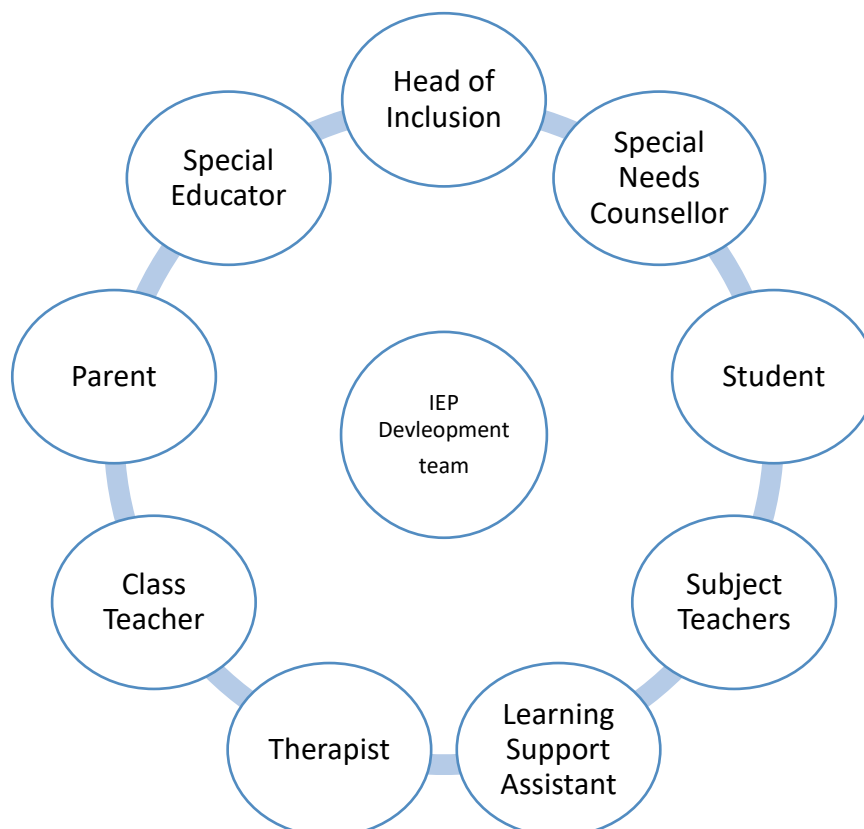 Head of
Inclusion
Special
Needs
Counsellor
Student
Subject
Teachers
Learning
Support
Assistant
Therapist
Class
Teacher
Parent
Special
Educator
IEP
Devleopment
team